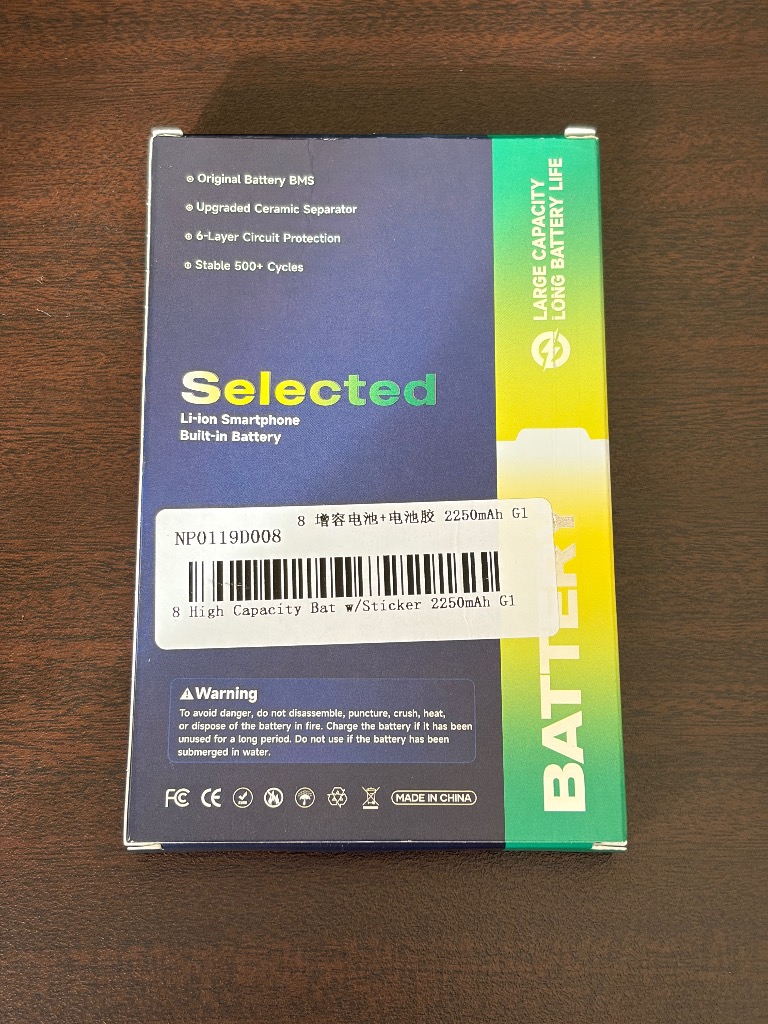 Original Battery BMS
Upgraded Ceramic Separator
6-Layer Circuit Protection
Stable 500+ Cycles
LARGE CAPACITY
LONG BATTERY LIFE
Selected
Li-ion Smartphone
Built-in Battery
8 增容电池+电池胶 2250mAh G1
NP0119D008
8 High Capacity Bat w/Sticker 2250mAh G1
BATTERY
Warning
To avoid danger, do not disassemble, puncture, crush, heat,
or dispose of the battery in fire. Charge the battery if it has been
unused for a long period. Do not use if the battery has been
submerged in water.
FC CE MADE IN CHINA